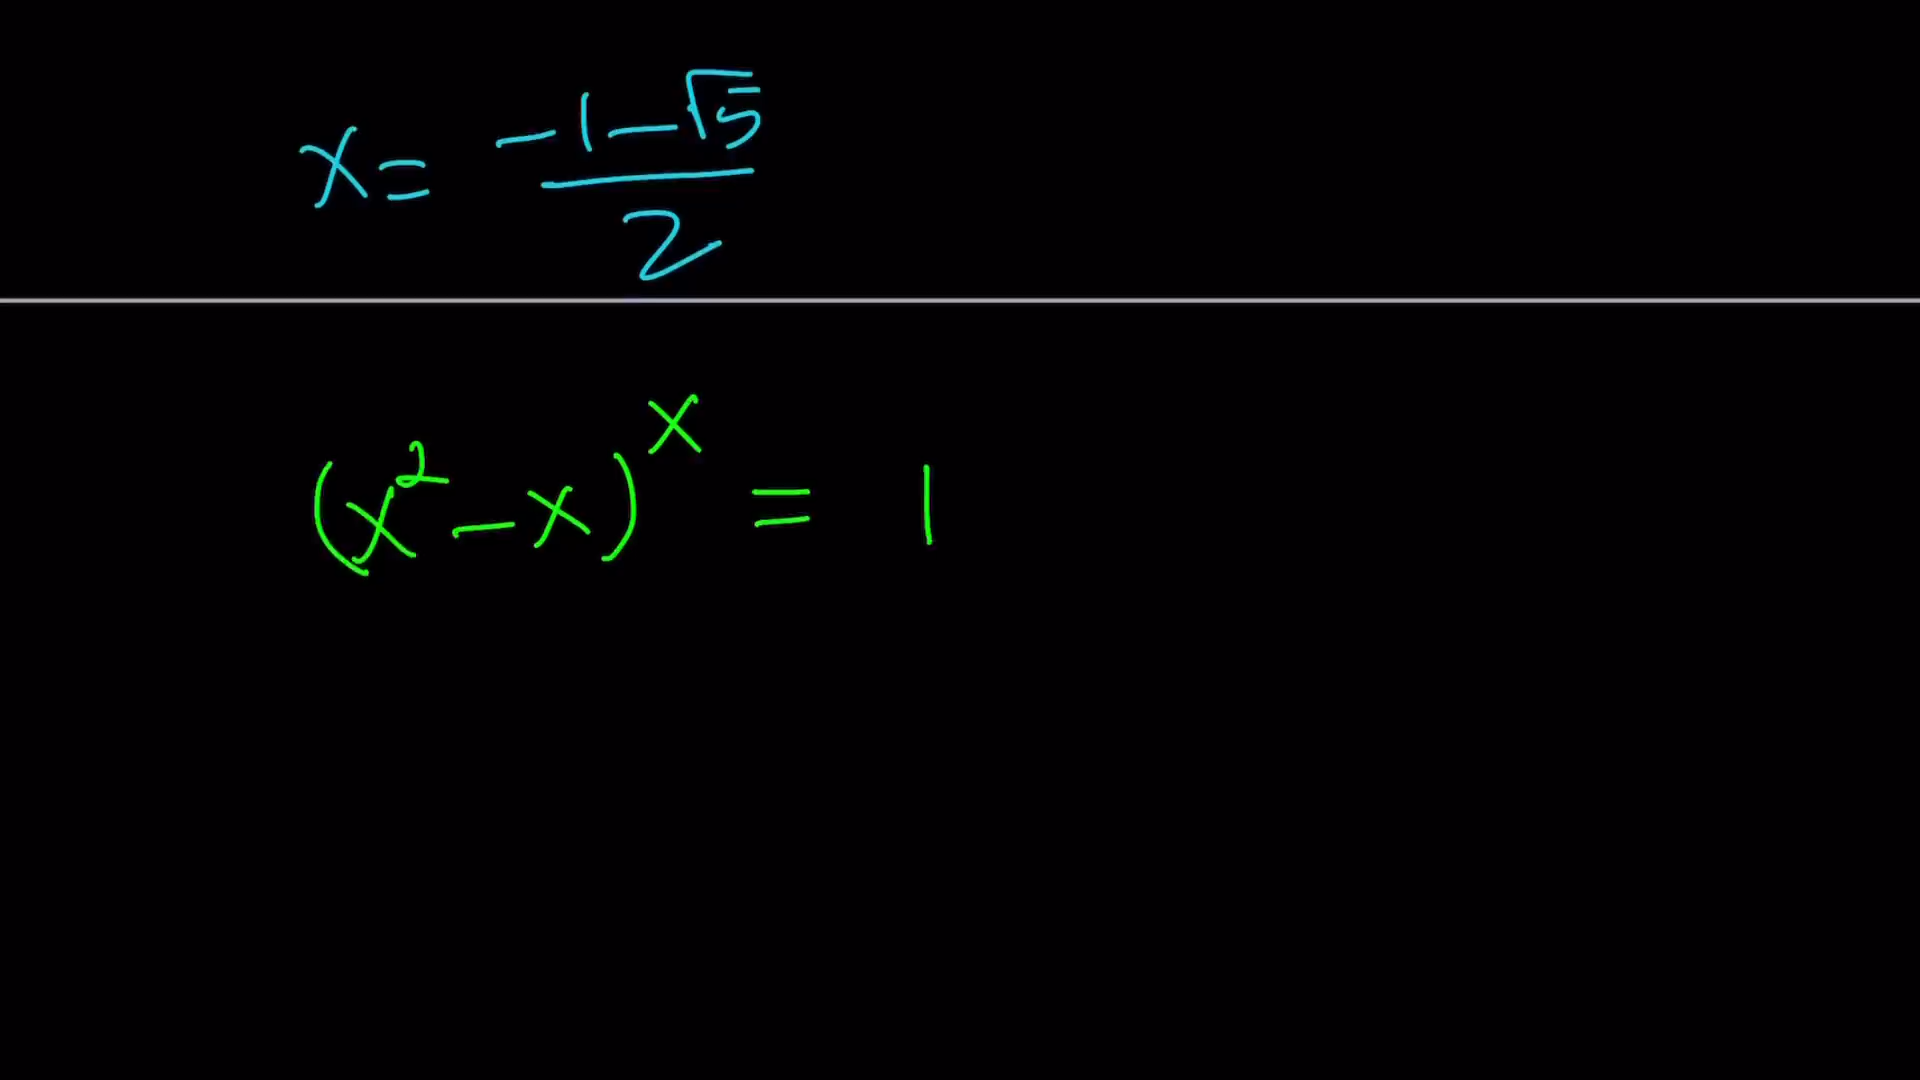 x = (-1-√5)/2
(x² - x)ˣ = 1